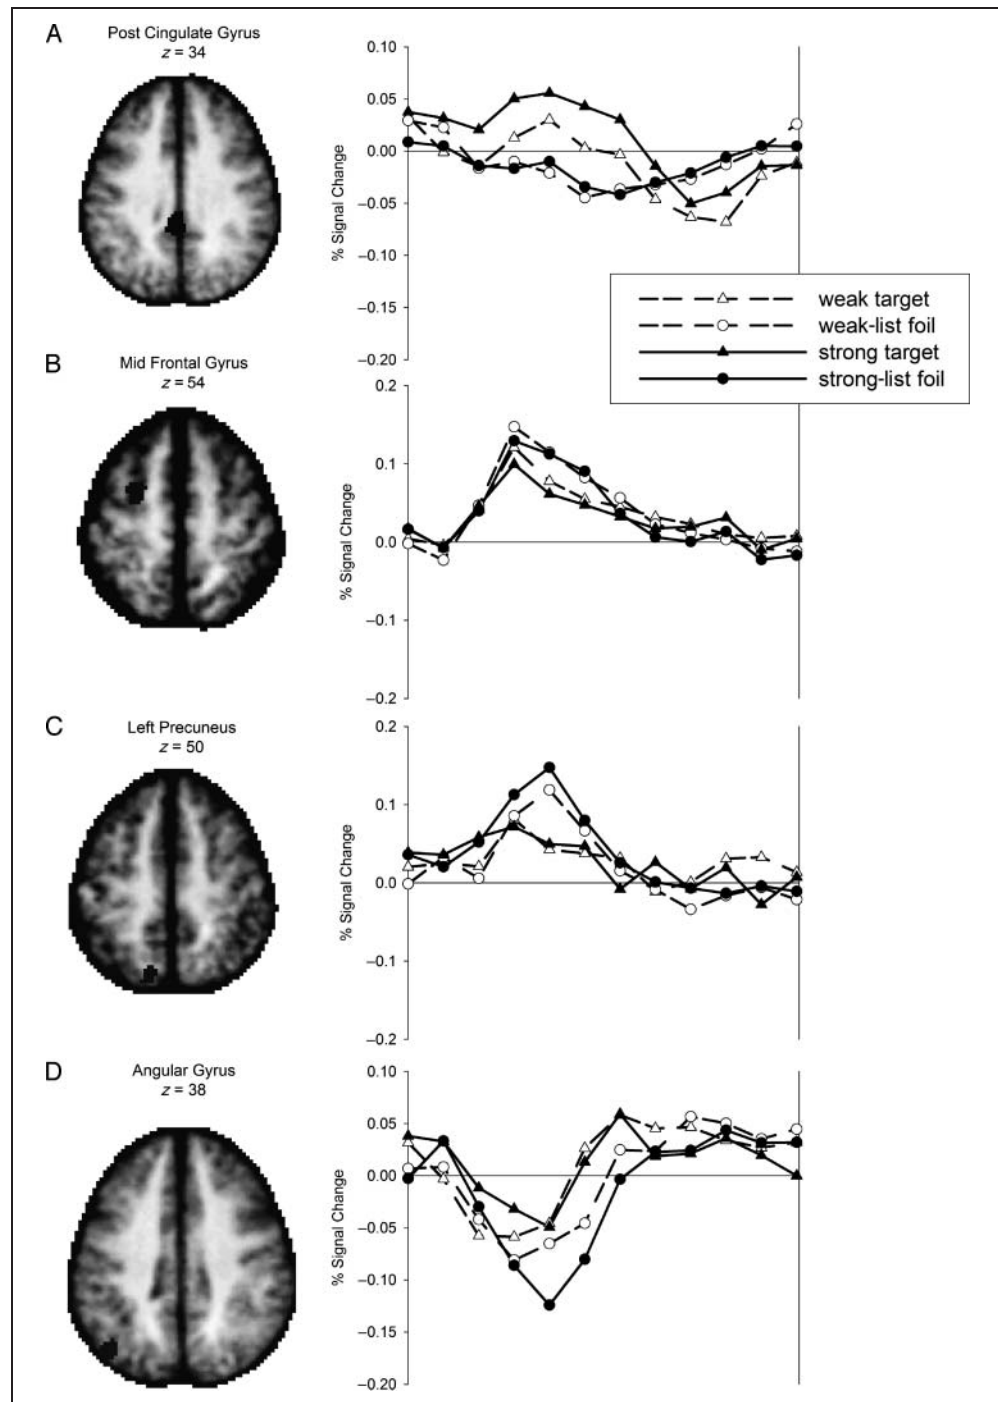 A
Post Cingulate Gyrus
z = 34
0.10
0.05
0.00
−0.05
−0.10
−0.15
−0.20
% Signal Change
weak target
weak-list foil
strong target
strong-list foil
B
Mid Frontal Gyrus
z = 54
0.2
0.1
0.0
−0.1
−0.2
% Signal Change
C
Left Precuneus
z = 50
0.2
0.1
0.0
−0.1
−0.2
% Signal Change
D
Angular Gyrus
z = 38
0.10
0.05
0.00
−0.05
−0.10
−0.15
−0.20
% Signal Change